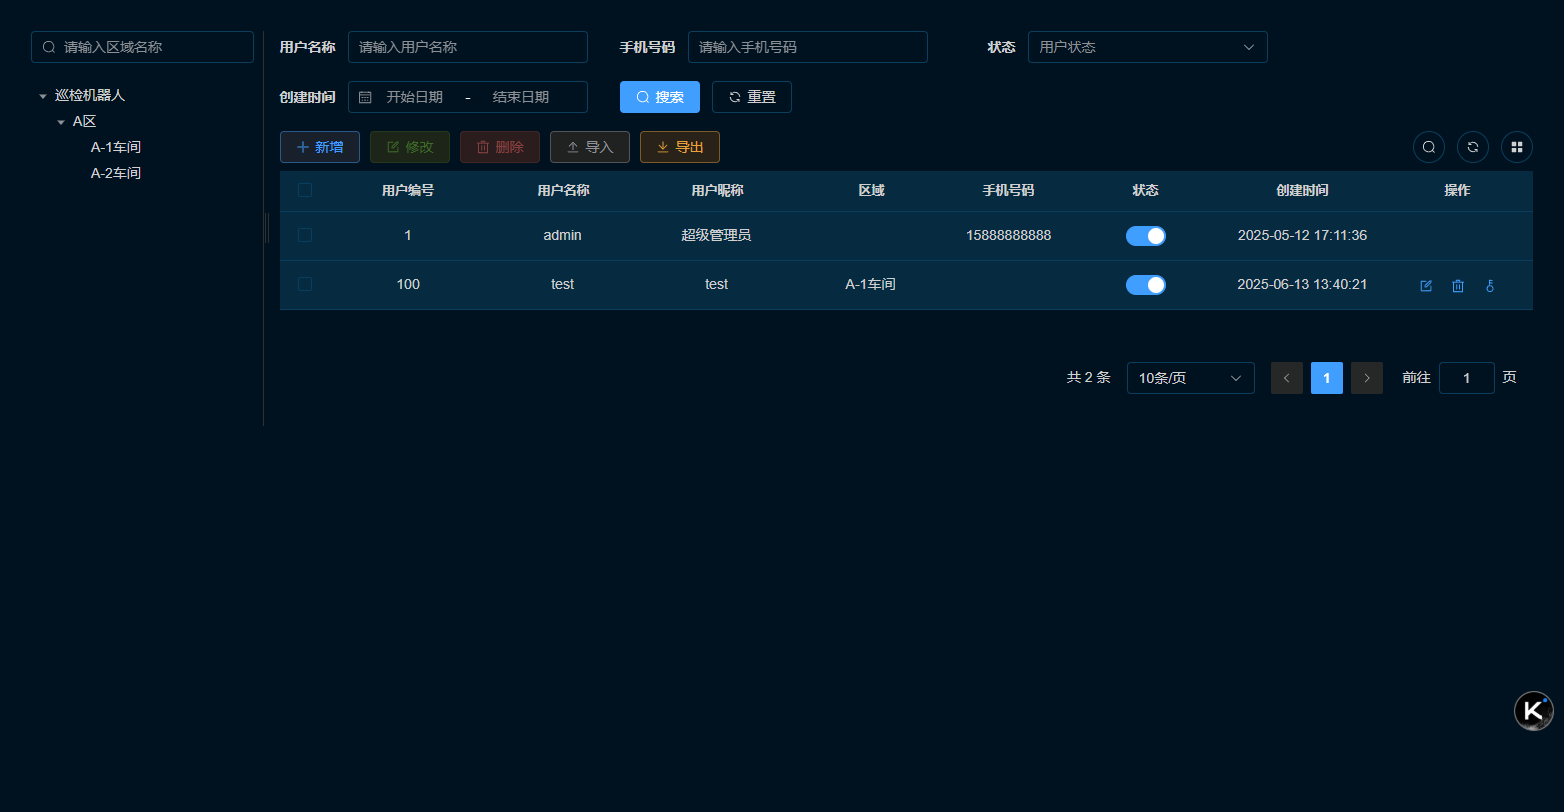 请输入区域名称
巡检机器人
A区
A-1车间
A-2车间
用户名称 请输入用户名称 手机号码 请输入手机号码 状态 用户状态
创建时间 开始日期 - 结束日期 搜索 重置
新增 修改 删除 导入 导出
用户编号 用户名称 用户昵称 区域 手机号码 状态 创建时间 操作
1 admin 超级管理员 15888888888 2025-05-12 17:11:36
100 test test A-1车间 2025-06-13 13:40:21
共 2 条 10条/页 1 前往 1 页
K